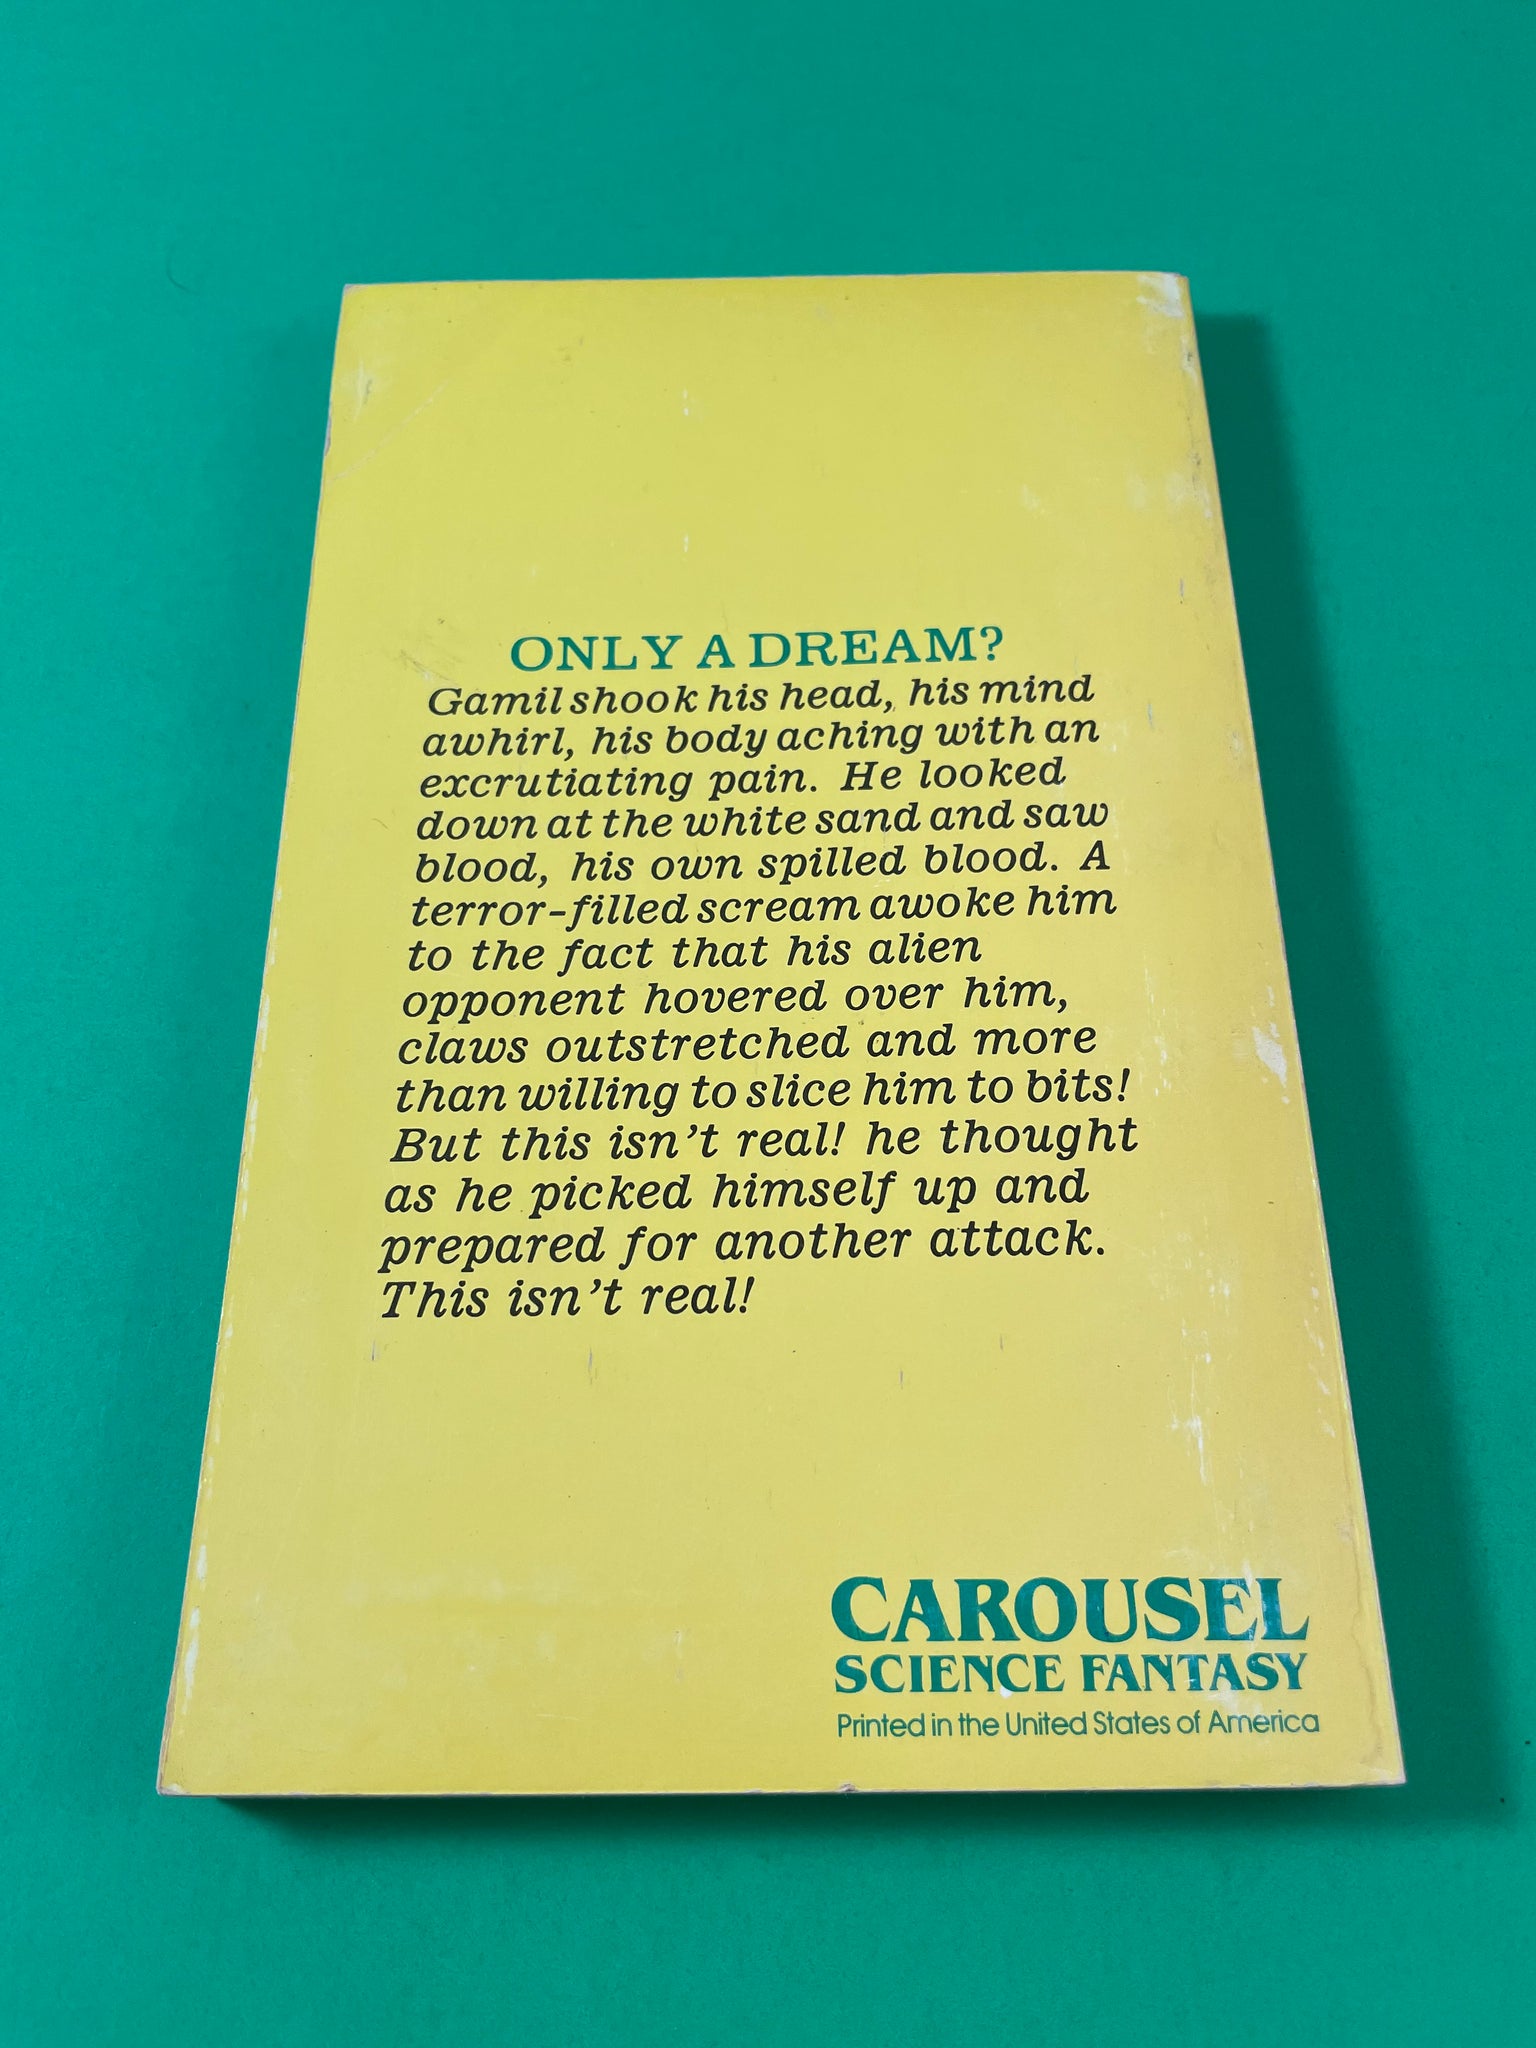 ONLY A DREAM?
Gamil shook his head, his mind
awhirl, his body aching with an
excrutiating pain. He looked
down at the white sand and saw
blood, his own spilled blood. A
terror-filled scream awoke him
to the fact that his alien
opponent hovered over him,
claws outstretched and more
than willing to slice him to bits!
But this isn't real! he thought
as he picked himself up and
prepared for another attack.
This isn't real!
CAROUSEL
SCIENCE FANTASY
Printed in the United States of America